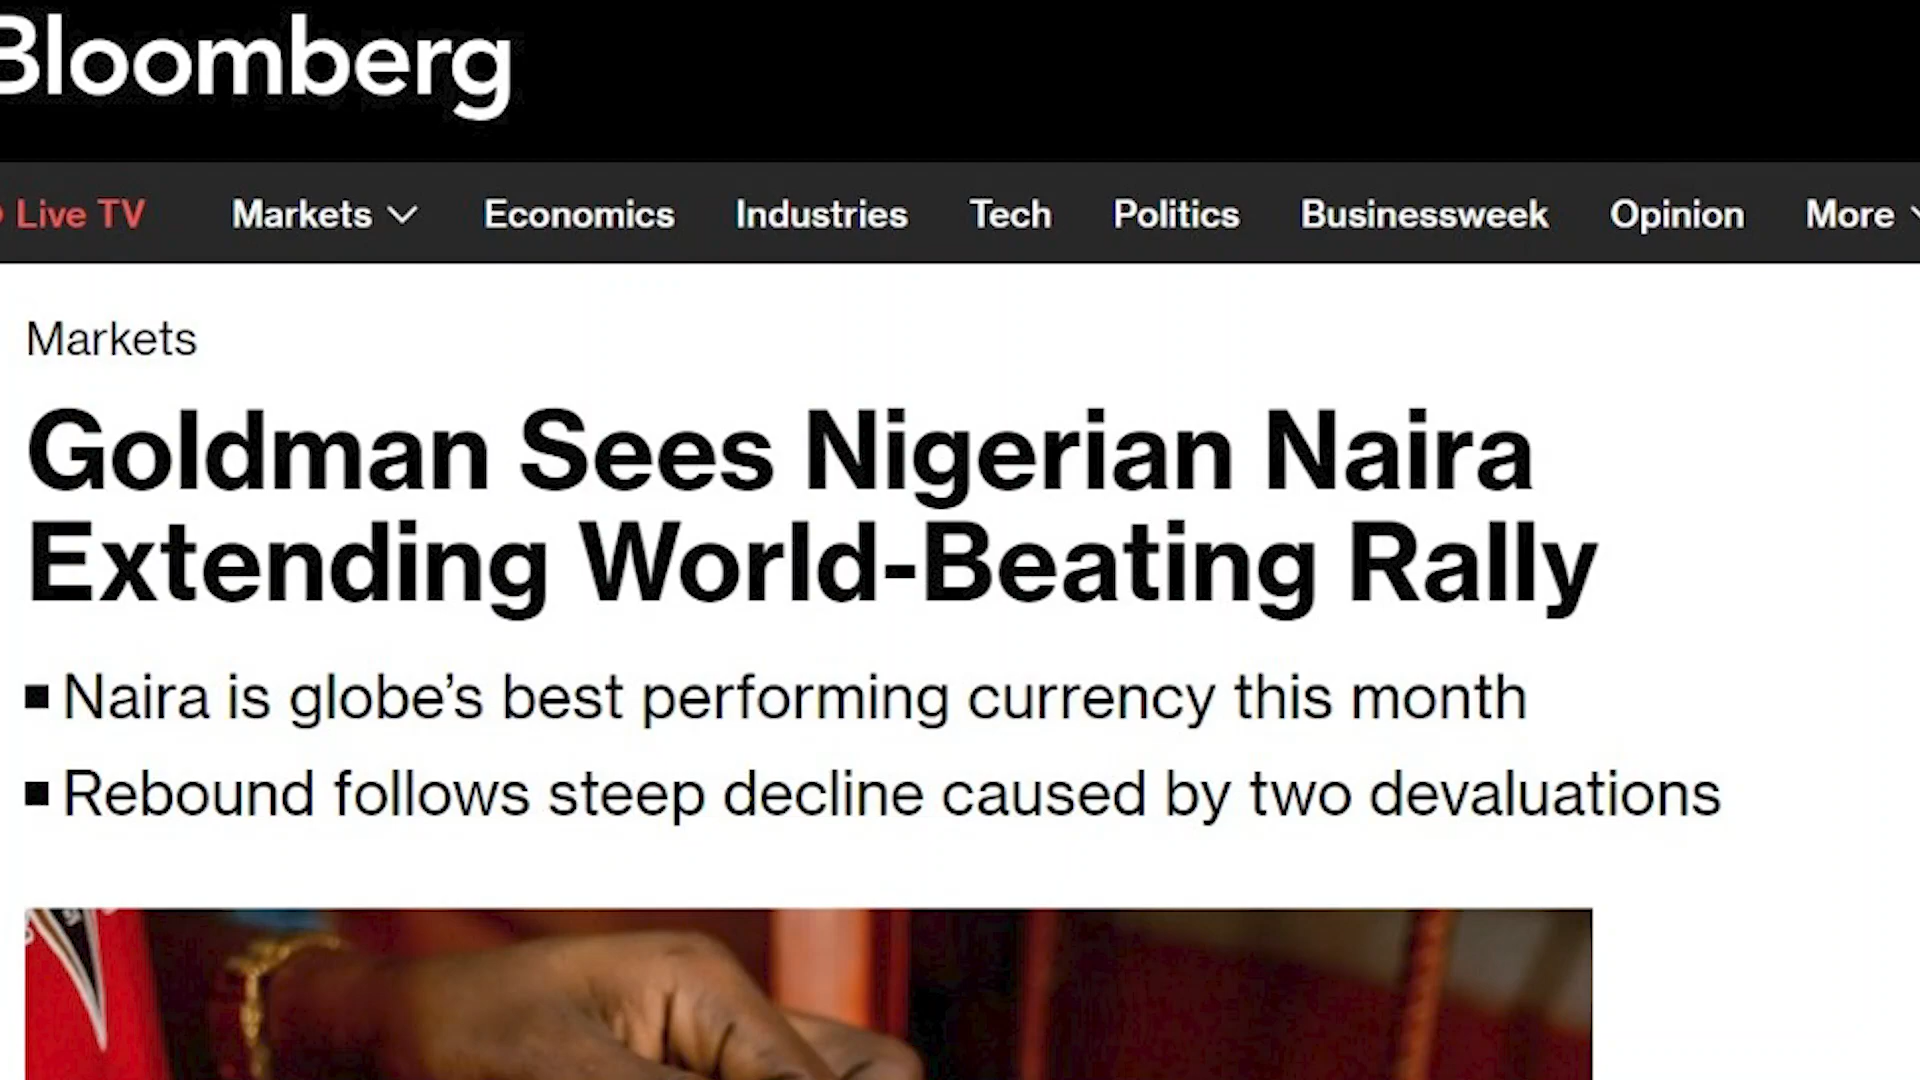 Bloomberg
Live TV Markets Economics Industries Tech Politics Businessweek Opinion More
Markets
Goldman Sees Nigerian Naira
Extending World-Beating Rally
Naira is globe’s best performing currency this month
Rebound follows steep decline caused by two devaluations